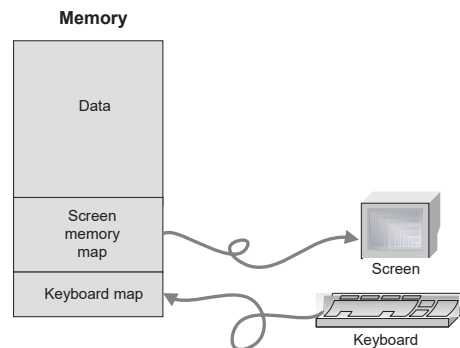 Memory
Data
Screen
memory
map
Keyboard map
Screen
Keyboard